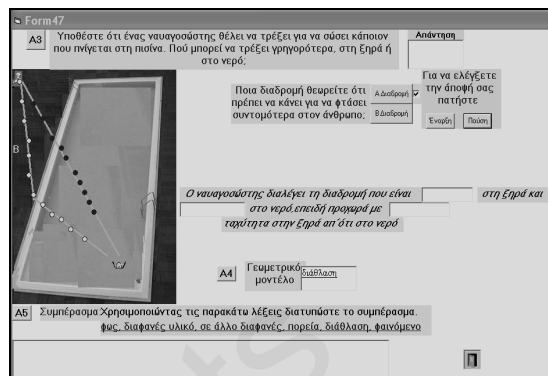 Form47
A3
Υποθέστε ότι ένας ναυαγοσώστης θέλει να τρέξει για να σώσει κάποιον
που πνίγεται στη πισίνα. Πού μπορεί να τρέξει γρηγορότερα, στη ξηρά ή
στο νερό;
Απάντηση
Ποια διαδρομή θεωρείτε ότι
πρέπει να κάνει για να φτάσει
συντομότερα στον άνθρωπο;
Α Διαδρομή
Β Διαδρομή
Για να ελέγξετε
την άποψή σας
πατήστε
Έναρξη
Παύση
B
Ο ναυαγοσώστης διαλέγει τη διαδρομή που είναι στη ξηρά και
στο νερό,επειδή προχωρά με
ταχύτητα στην ξηρά απ΄ότι στο νερό
A4
Γεωμετρικό
μοντέλο
διάθλαση
A5
Συμπέρασμα:Χρησιμοποιώντας τις παρακάτω λέξεις διατυπώστε το συμπέρασμα.
φως, διαφανές υλικό, σε άλλο διαφανές, πορεία, διάθλαση, φαινόμενο